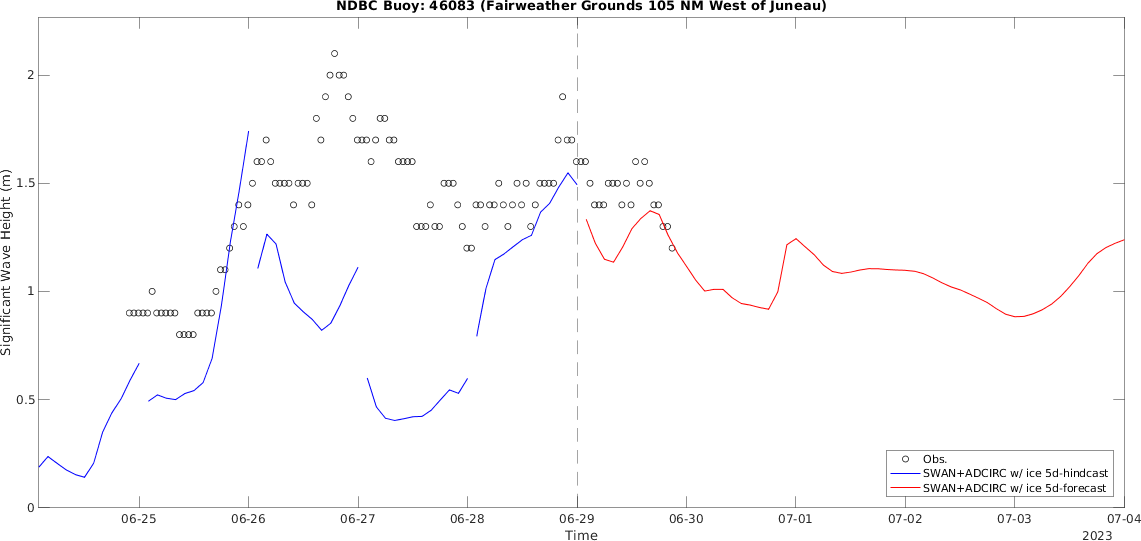 NDBC Buoy: 46083 (Fairweather Grounds 105 NM West of Juneau)
Significant Wave Height (m)
2
1.5
1
0.5
0
Obs.
SWAN+ADCIRC w/ ice 5d-hindcast
SWAN+ADCIRC w/ ice 5d-forecast
06-25 06-26 06-27 06-28 06-29 06-30 07-01 07-02 07-03 07-04
Time
2023